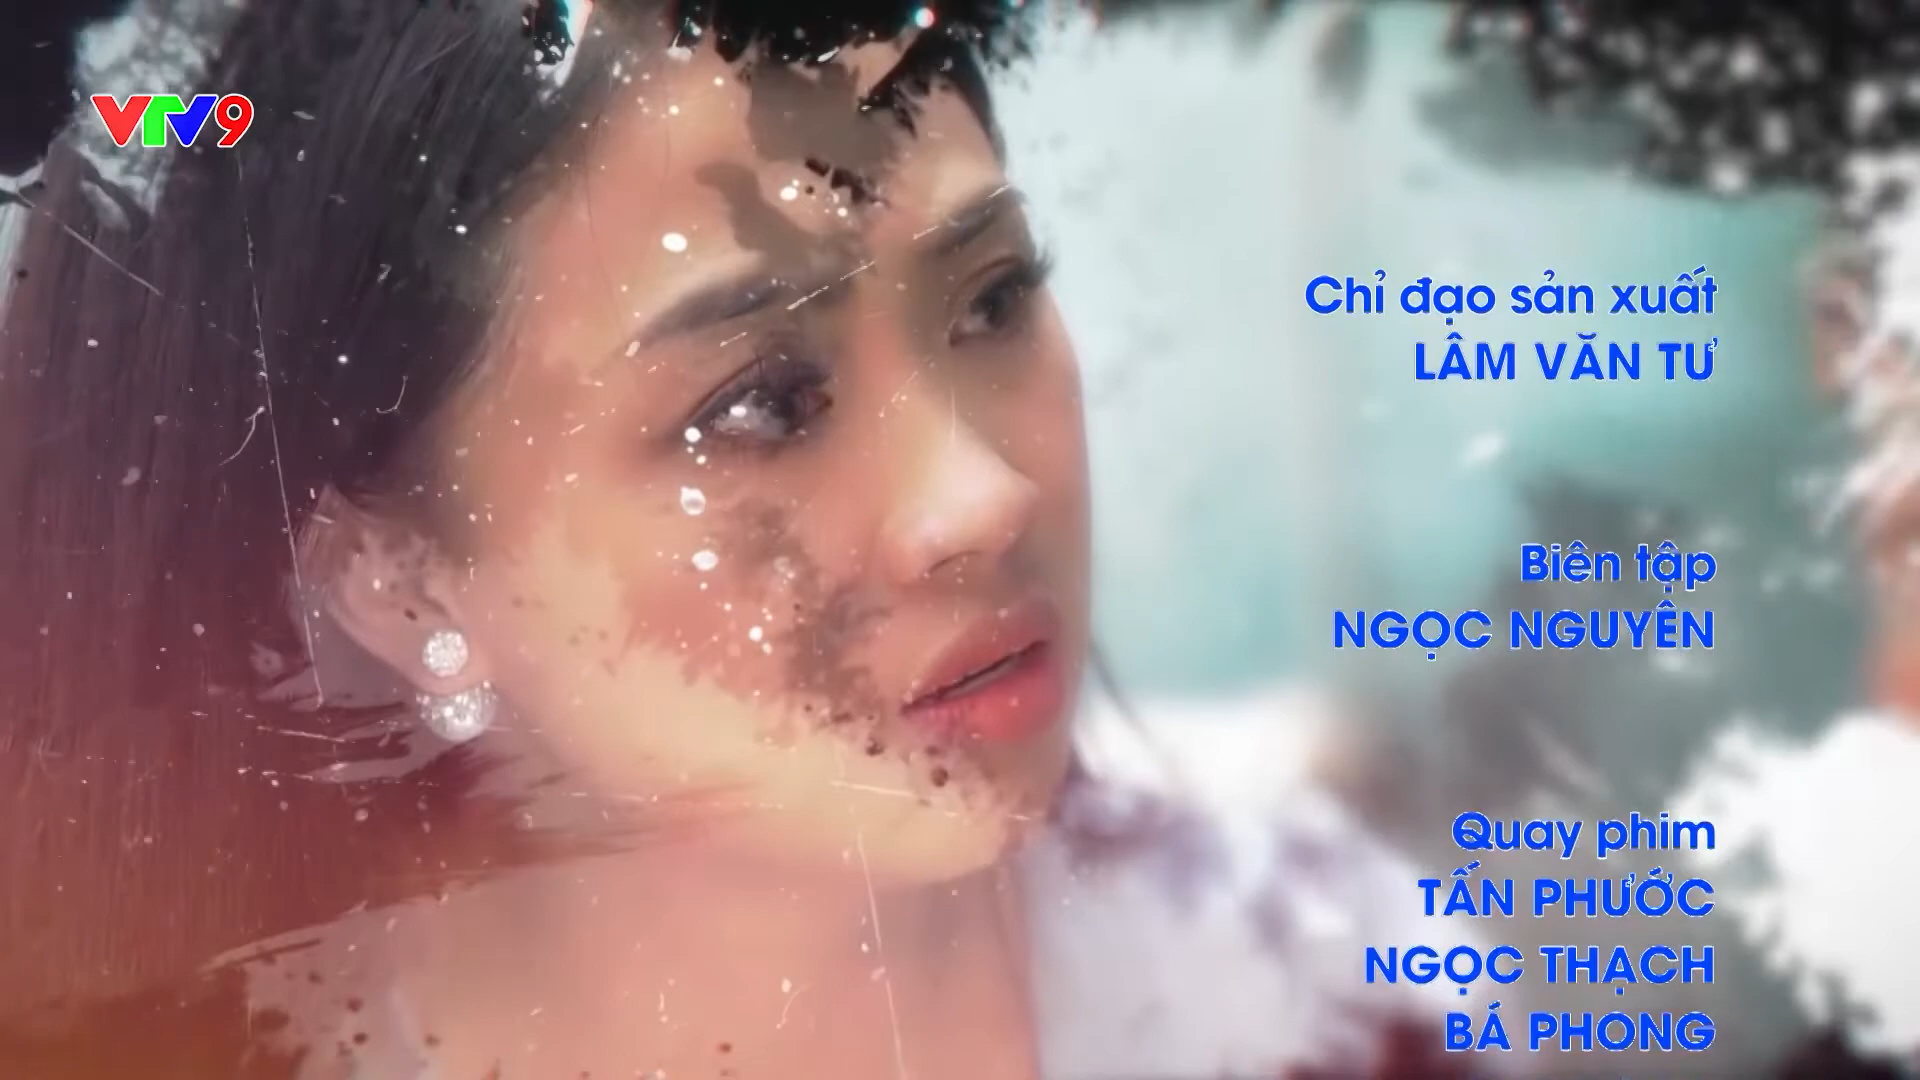 VTV9
Chỉ đạo sản xuất
LÂM VĂN TƯ
Biên tập
NGỌC NGUYÊN
Quay phim
TẤN PHƯỚC
NGỌC THẠCH
BÁ PHONG